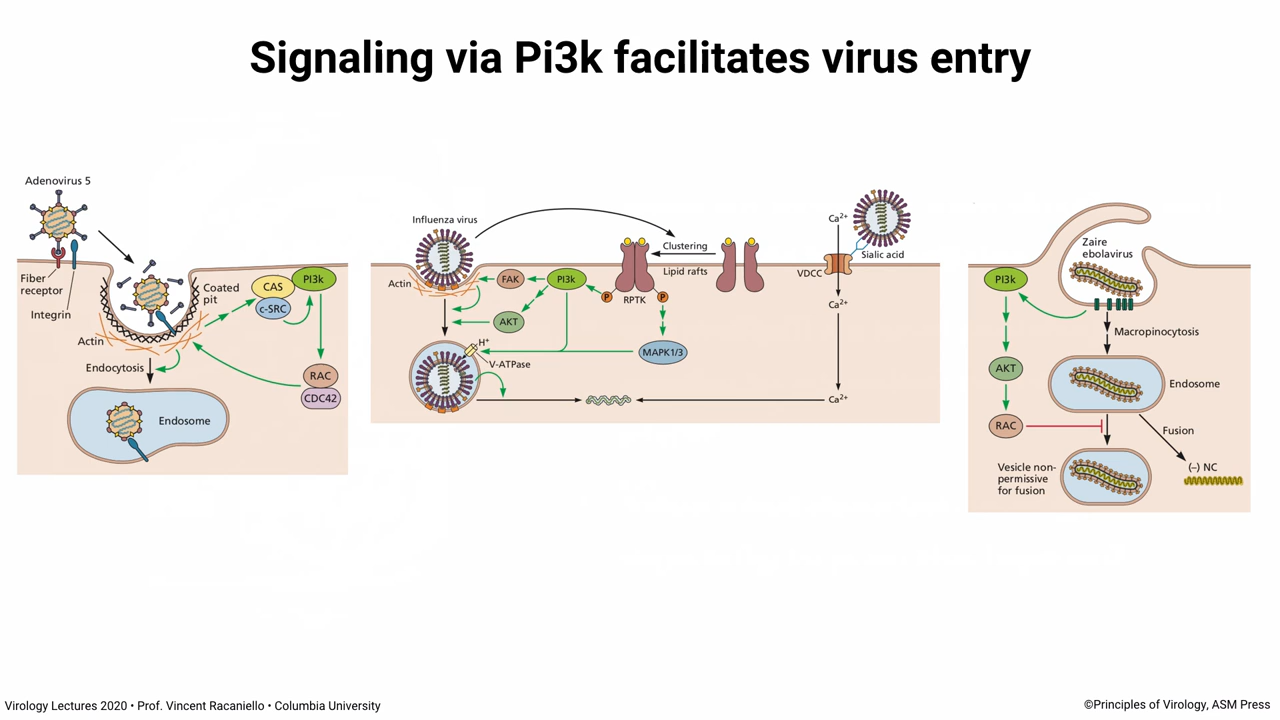 Signaling via Pi3k facilitates virus entry
Adenovirus 5
Fiber
receptor
Integrin
Coated
pit
CAS
c-SRC
PI3k
Actin
Endocytosis
RAC
CDC42
Endosome
Influenza virus
Actin
FAK
PI3k
AKT
P
RPTK
P
Clustering
Lipid rafts
MAPK1/3
H+
V-ATPase
Ca2+
Sialic acid
VDCC
Ca2+
Ca2+
Zaire
ebolavirus
PI3k
Macropinocytosis
AKT
Endosome
RAC
Fusion
Vesicle non-
permissive
for fusion
(–) NC
Virology Lectures 2020 • Prof. Vincent Racaniello • Columbia University
©Principles of Virology, ASM Press